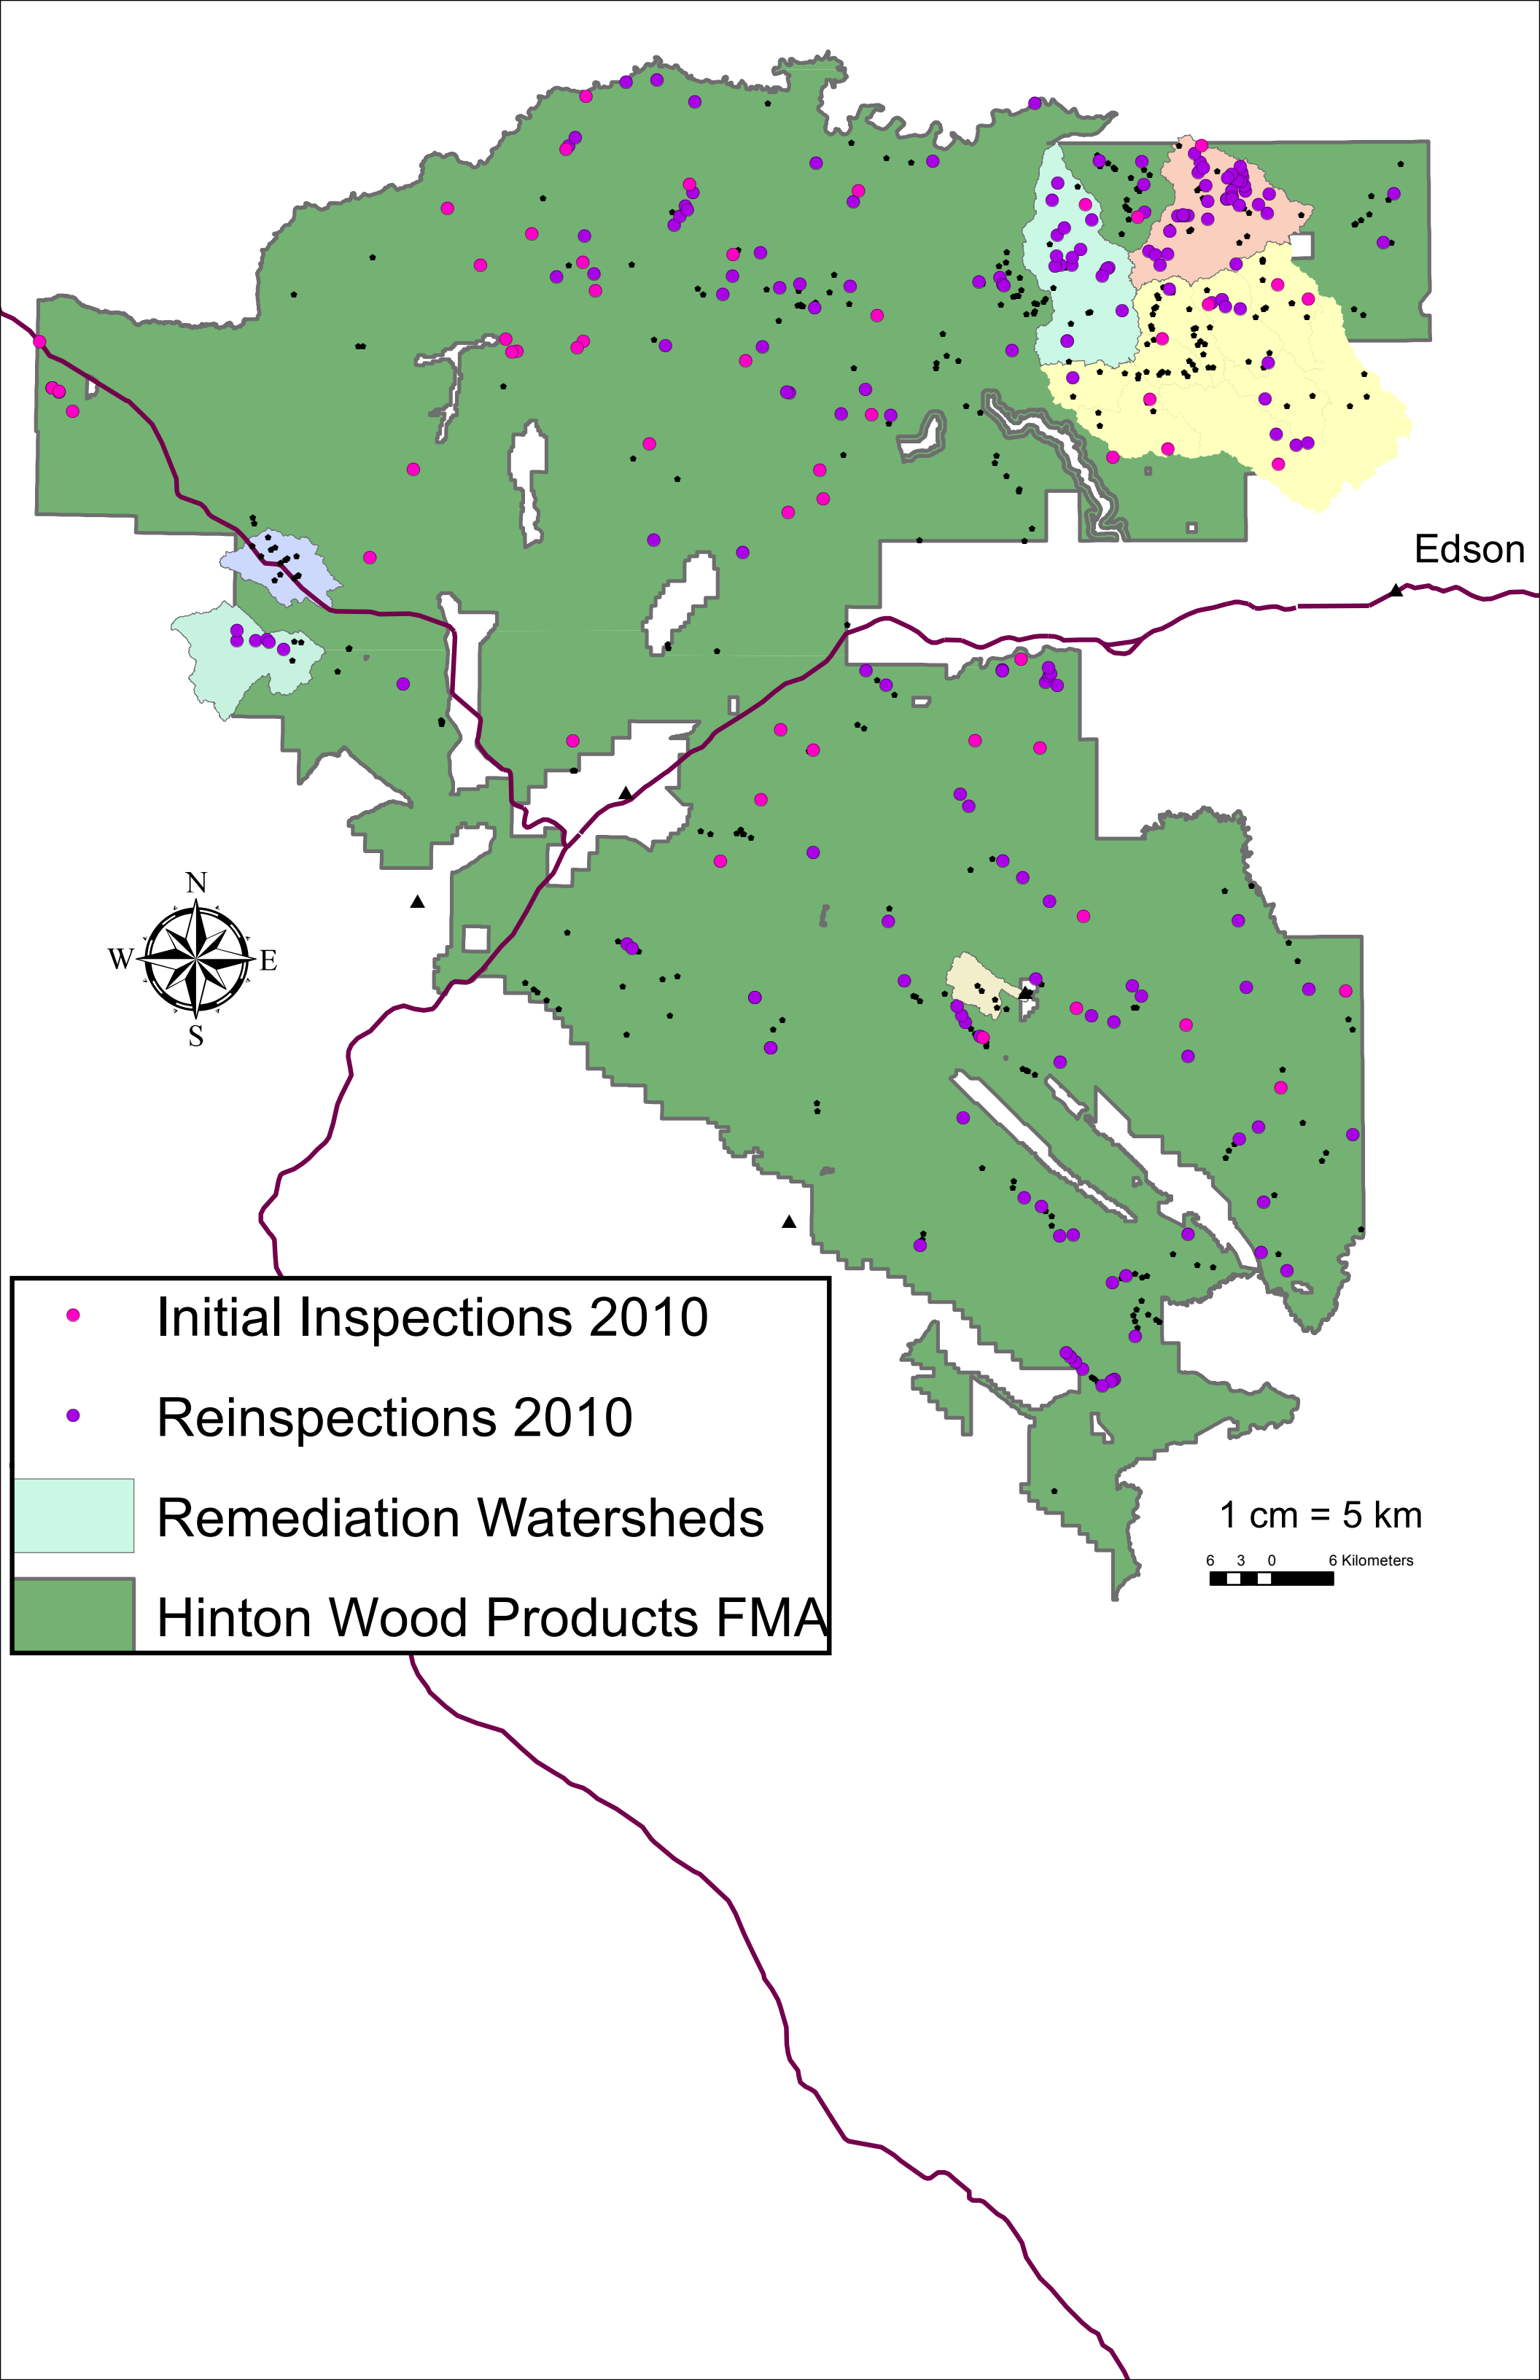 Edson
N
W
E
S
Initial Inspections 2010
Reinspections 2010
Remediation Watersheds
Hinton Wood Products FMA
1 cm = 5 km
6 3 0 6 Kilometers